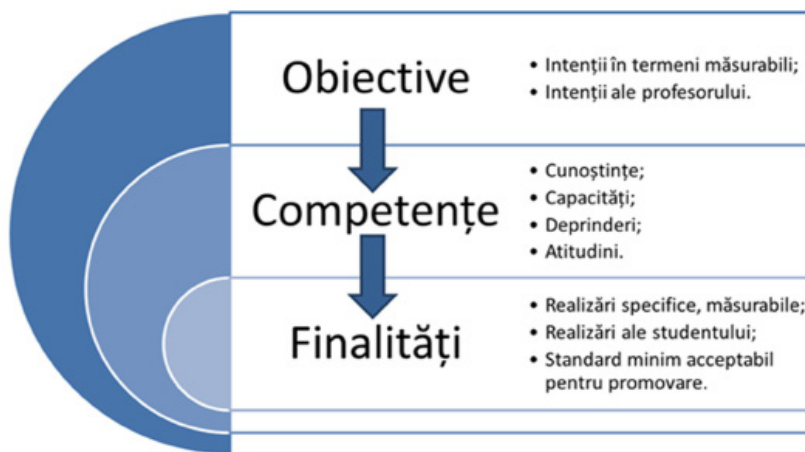 Obiective
• Intenții în termeni măsurabili;
• Intenții ale profesorului.
Competențe
• Cunoștințe;
• Capacități;
• Deprinderi;
• Atitudini.
Finalități
• Realizări specifice, măsurabile;
• Realizări ale studentului;
• Standard minim acceptabil
pentru promovare.